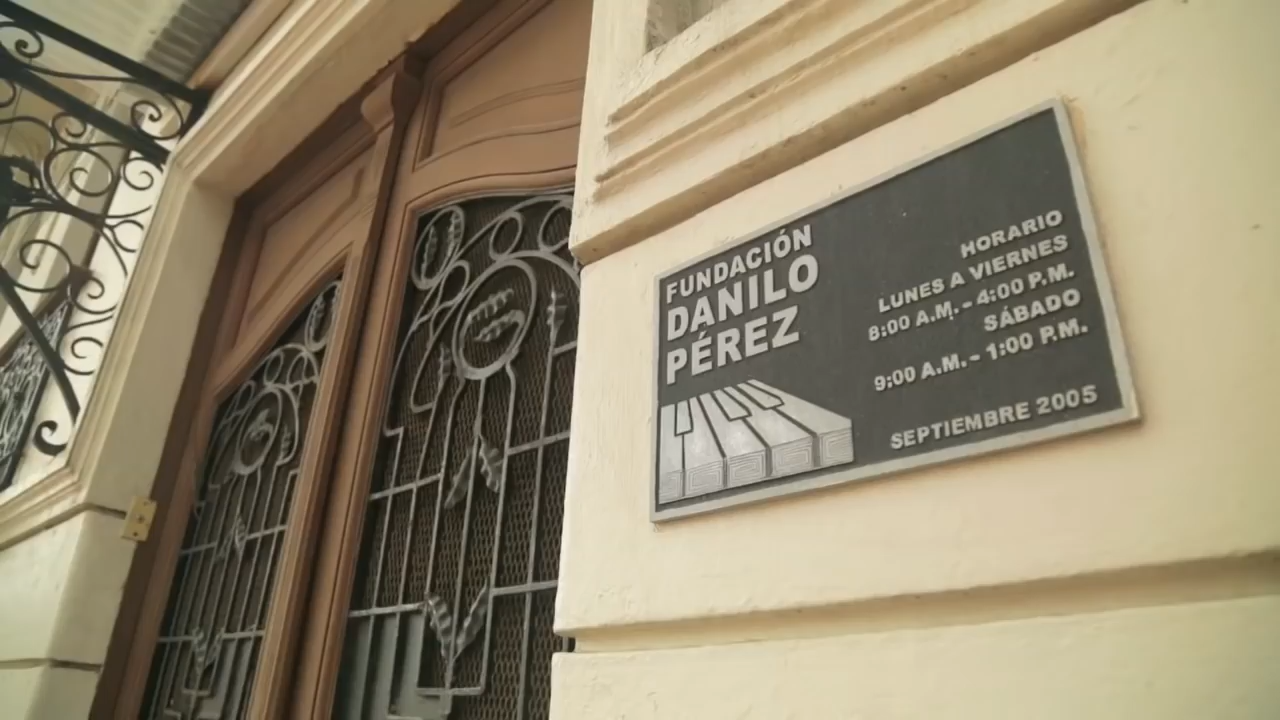 FUNDACIÓN
DANILO
PÉREZ
HORARIO
LUNES A VIERNES
8:00 A.M. - 4:00 P.M.
SÁBADO
9:00 A.M. - 1:00 P.M.
SEPTIEMBRE 2005